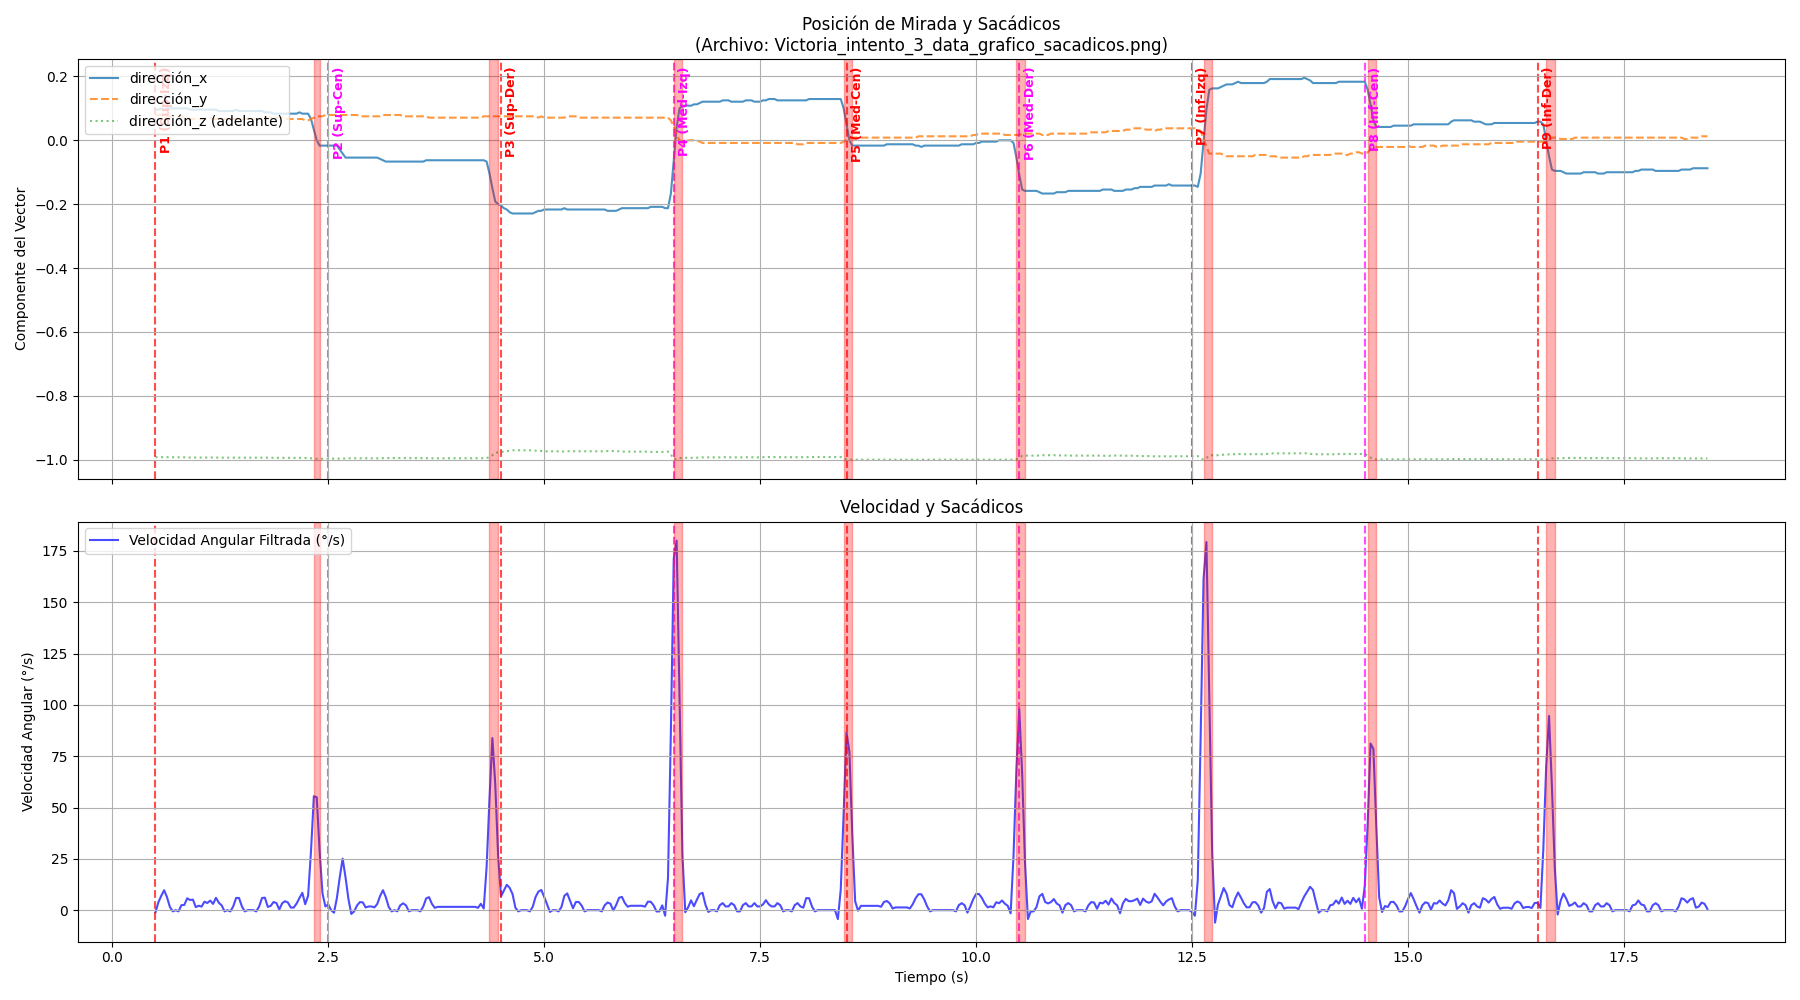 Posición de Mirada y Sacádicos
(Archivo: Victoria_intento_3_data_grafico_sacadicos.png)
dirección_x
dirección_y
dirección_z (adelante)
P1 (Sup-Izq)
P2 (Sup-Cen)
P3 (Sup-Der)
P4 (Med-Izq)
P5 (Med-Cen)
P6 (Med-Der)
P7 (Inf-Izq)
P8 (Inf-Cen)
P9 (Inf-Der)
Componente del Vector
0.2
0.0
−0.2
−0.4
−0.6
−0.8
−1.0
Velocidad y Sacádicos
Velocidad Angular Filtrada (°/s)
Velocidad Angular (°/s)
175
150
125
100
75
50
25
0
0.0
2.5
5.0
7.5
10.0
12.5
15.0
17.5
Tiempo (s)